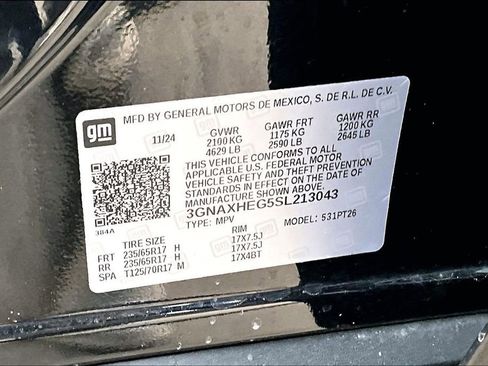 MFD BY GENERAL MOTORS DE MEXICO, S. DE R.L. DE C.V.
gm
11/24 GVWR GAWR FRT GAWR RR
2100 KG 1175 KG 1200 KG
4629 LB 2590 LB 2645 LB
THIS VEHICLE CONFORMS TO ALL
APPLICABLE U.S. FEDERAL MOTOR
VEHICLE SAFETY AND THEFT PREVENTION
STANDARDS IN EFFECT ON THE DATE OF
MANUFACTURE SHOWN ABOVE.
3GNAXHEG5SL213043
384A
TYPE: MPV 531PT26
TIRE SIZE RIM
FRT 235/65R17 H 17X7.5J
RR 235/65R17 H 17X7.5J
SPA T125/70R17 M 17X4BT